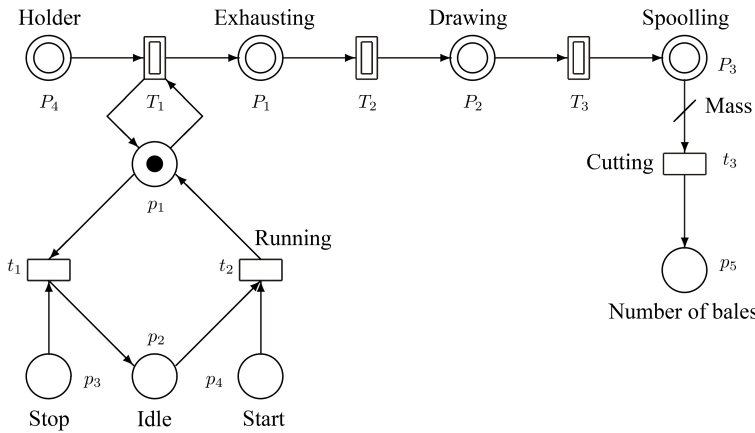 Holder Exhausting Drawing Spoolling
P₄ T₁ P₁ T₂ P₂ T₃ P₃
Mass
Cutting t₃
p₁
t₁ t₂ Running p₅
Number of bales
p₂
p₃ p₄
Stop Idle Start